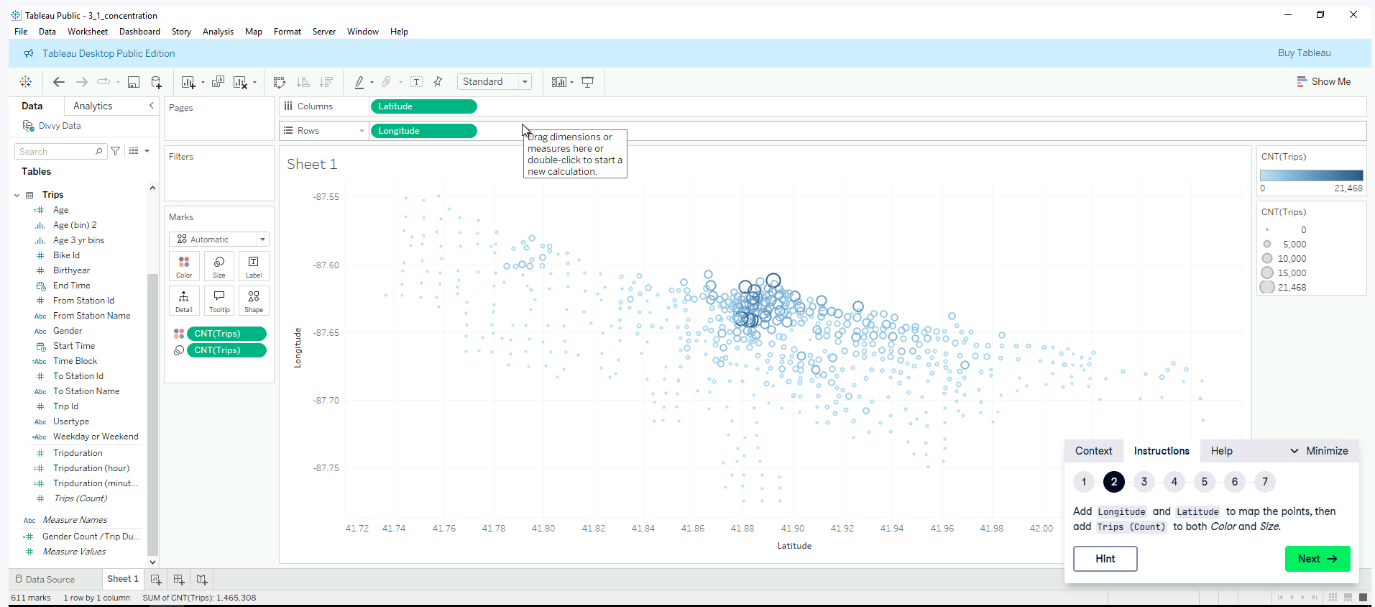 Tableau Public - 3_1_concentration
File Data Worksheet Dashboard Story Analysis Map Format Server Window Help
Tableau Desktop Public Edition
Buy Tableau
Standard
Show Me
Data Analytics
Divvy Data
Search
Tables
Trips
Age
Age (bin) 2
Age 3 yr bins
Bike Id
Birthyear
End Time
From Station Id
Abc From Station Name
Abc Gender
Start Time
Abc Time Block
To Station Id
Abc To Station Name
Trip Id
Abc Usertype
Abc Weekday or Weekend
Tripduration
Tripduration (hour)
Tripduration (minut...
Trips (Count)
Abc Measure Names
Gender Count /Trip Du...
Measure Values
Pages
Filters
Marks
Automatic
Color Size Label
Detail Tooltip Shape
CNT(Trips)
CNT(Trips)
Columns Latitude
Rows Longitude
Drag dimensions or
measures here or
double-click to start a
new calculation.
Sheet 1
-87.55
-87.60
-87.65
-87.70
-87.75
Longitude
41.72 41.74 41.76 41.78 41.80 41.82 41.84 41.86 41.88 41.90 41.92 41.94 41.96 41.98 42.00
Latitude
CNT(Trips)
0 21,468
CNT(Trips)
0
5,000
10,000
15,000
21,468
Context Instructions Help Minimize
1 2 3 4 5 6 7
Add Longitude and Latitude to map the points, then
add Trips (Count) to both Color and Size.
HInt
Next →
Data Source Sheet 1
611 marks 1 row by 1 column SUM of CNT(Trips): 1,465,308